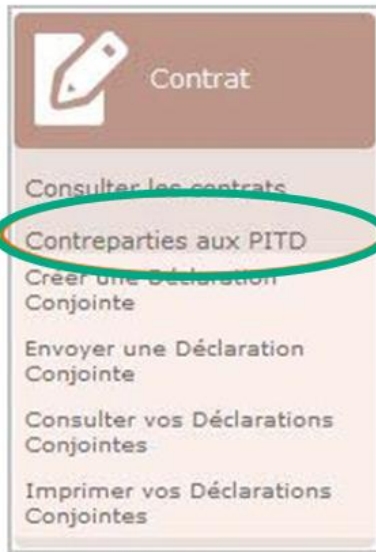 Contrat
Consulter les contrats
Contreparties aux PITD
Créer une Déclaration
Conjointe
Envoyer une Déclaration
Conjointe
Consulter vos Déclarations
Conjointes
Imprimer vos Déclarations
Conjointes